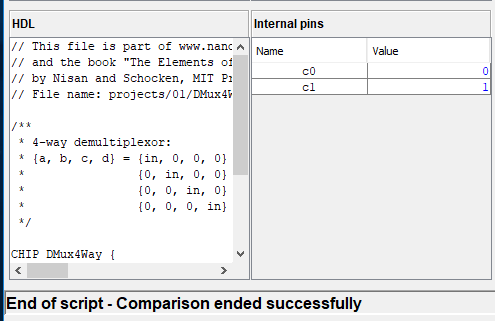 HDL
// This file is part of www.nand
// and the book "The Elements of
// by Nisan and Schocken, MIT Pr
// File name: projects/01/DMux4W
/**
* 4-way demultiplexor:
* {a, b, c, d} = {in, 0, 0, 0}
* {0, in, 0, 0}
* {0, 0, in, 0}
* {0, 0, 0, in}
*/
CHIP DMux4Way {
Internal pins
Name Value
c0 0
c1 1
End of script - Comparison ended successfully